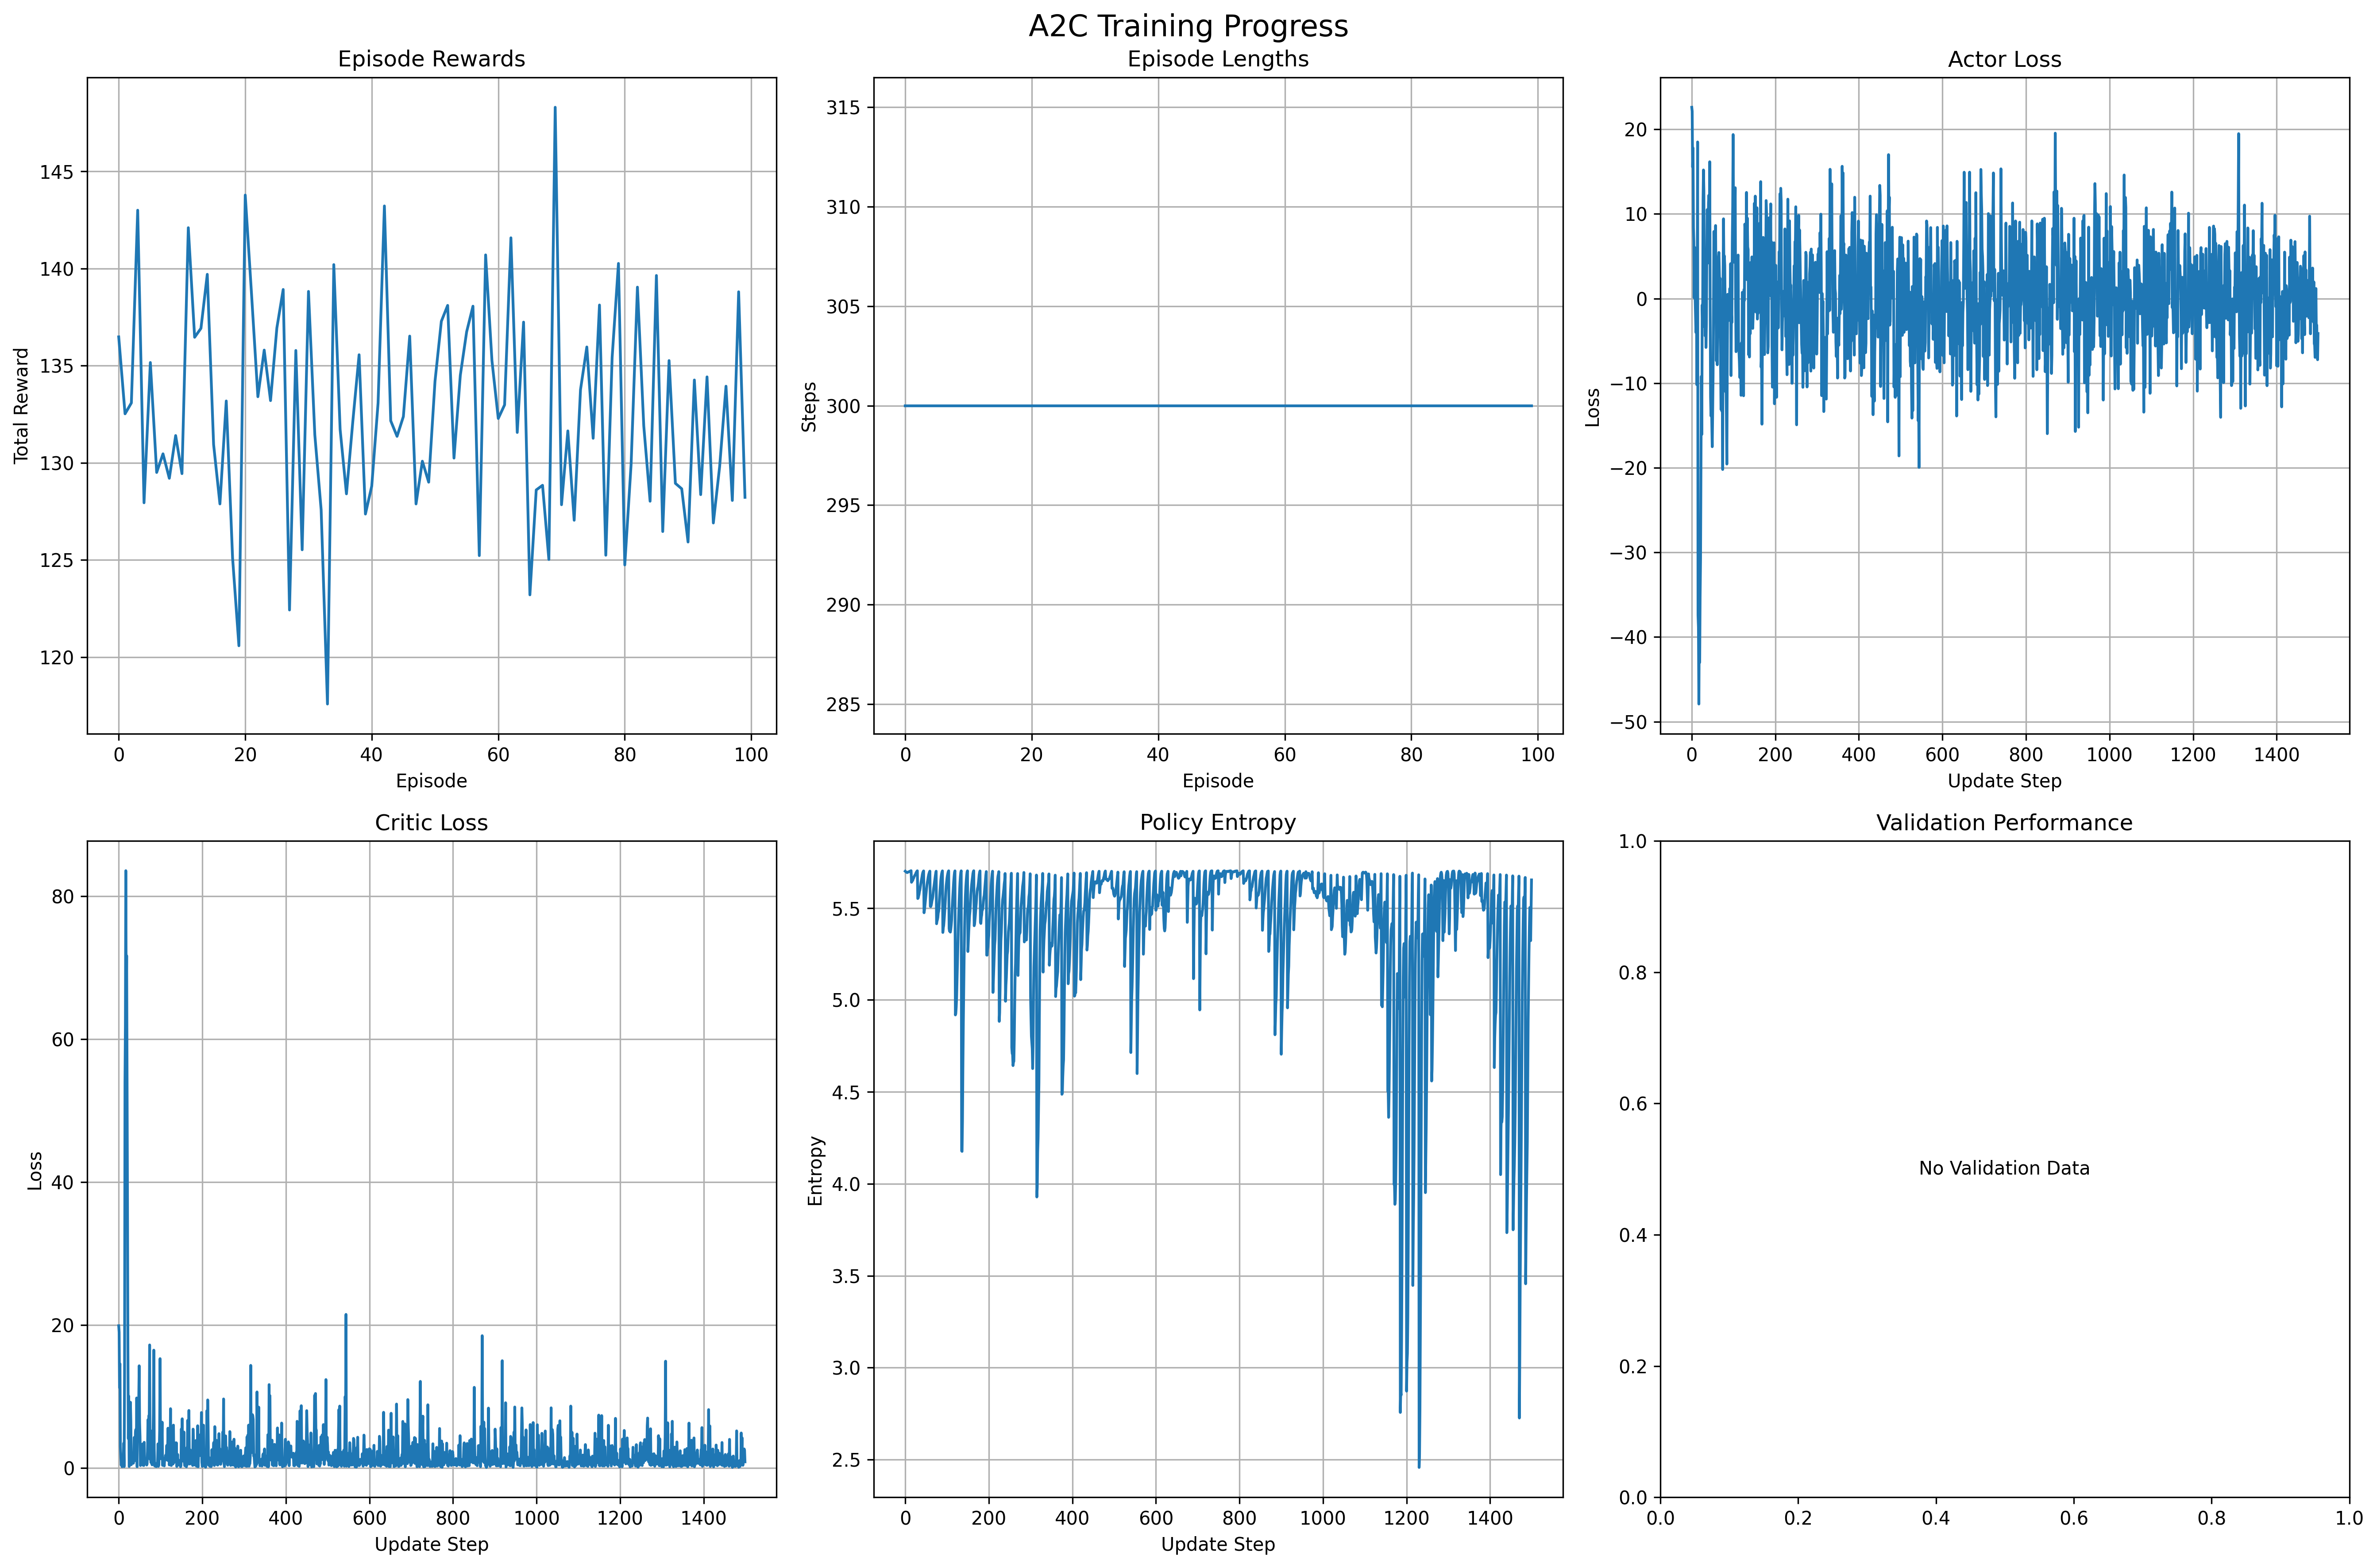 A2C Training Progress
Episode Rewards
Total Reward
145
140
135
130
125
120
0 20 40 60 80 100
Episode
Episode Lengths
Steps
315
310
305
300
295
290
285
0 20 40 60 80 100
Episode
Actor Loss
Loss
20
10
0
−10
−20
−30
−40
−50
0 200 400 600 800 1000 1200 1400
Update Step
Critic Loss
Loss
80
60
40
20
0
0 200 400 600 800 1000 1200 1400
Update Step
Policy Entropy
Entropy
5.5
5.0
4.5
4.0
3.5
3.0
2.5
0 200 400 600 800 1000 1200 1400
Update Step
Validation Performance
1.0
0.8
0.6
0.4
0.2
0.0
No Validation Data
0.0 0.2 0.4 0.6 0.8 1.0